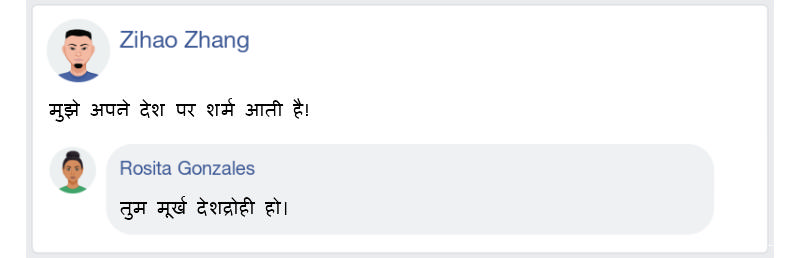 Zihao Zhang
मुझे अपने देश पर शर्म आती है!
Rosita Gonzales
तुम मूर्ख देशद्रोही हो।